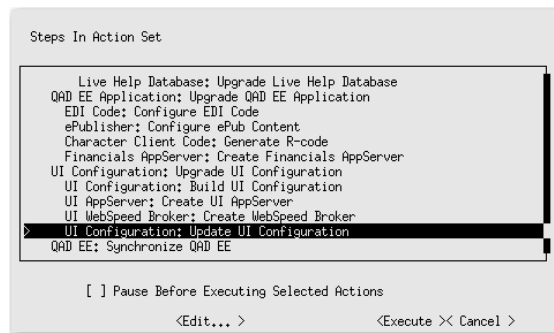 Steps In Action Set
Live Help Database: Upgrade Live Help Database
QAD EE Application: Upgrade QAD EE Application
EDI Code: Configure EDI Code
ePublisher: Configure ePub Content
Character Client Code: Generate R-code
Financials AppServer: Create Financials AppServer
UI Configuration: Upgrade UI Configuration
UI Configuration: Build UI Configuration
UI AppServer: Create UI AppServer
UI WebSpeed Broker: Create WebSpeed Broker
> UI Configuration: Update UI Configuration
QAD EE: Synchronize QAD EE
[ ] Pause Before Executing Selected Actions
<Edit... > <Execute >< Cancel >